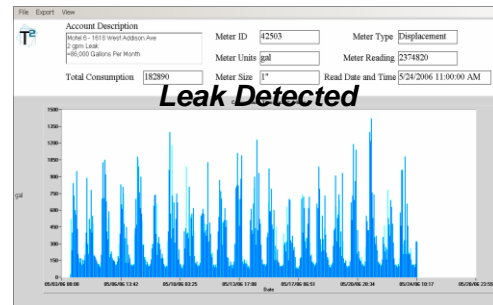 File Export View
T²
Account Description
Motel 6 - 1618 West Addison Ave
2 gpm Leak
=86,000 Gallons Per Month
Meter ID 42503
Meter Type Displacement
Meter Units gal
Meter Reading 2374820
Total Consumption 182890
Meter Size 1"
Read Date and Time 5/24/2006 11:00:00 AM
Leak Detected
1500
1350
1200
1050
900
750
600
450
300
150
0
gal
05/03/06 08:00 05/06/06 13:42 05/10/06 03:25 05/13/06 17:08 05/17/06 06:51 05/20/06 20:34 05/24/06 10:17 05/28/06 23:59
Date